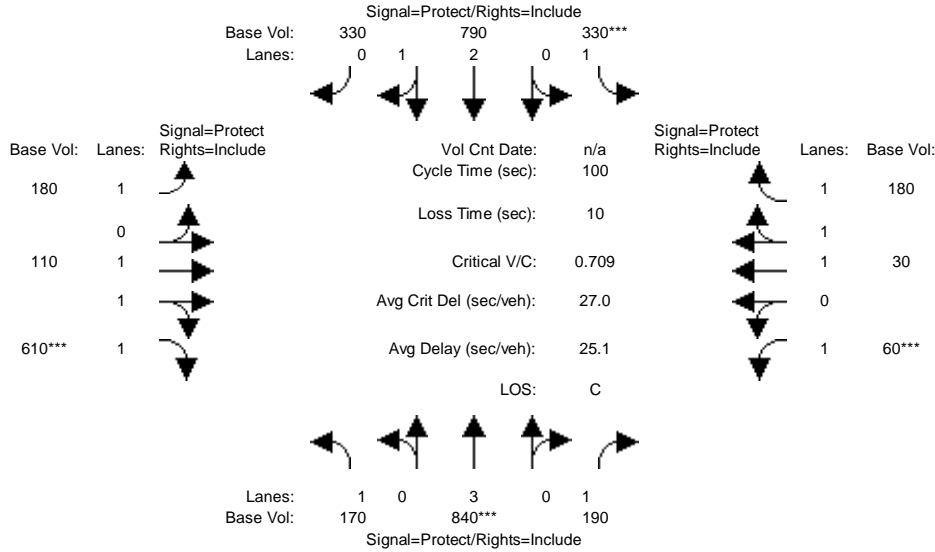 Signal=Protect/Rights=Include
Base Vol: 330 790 330***
Lanes: 0 1 2 0 1
Signal=Protect
Base Vol: Lanes: Rights=Include
Vol Cnt Date: n/a
Signal=Protect
Rights=Include Lanes: Base Vol:
Cycle Time (sec): 100
180 1
1 180
Loss Time (sec): 10
0
1
110 1
Critical V/C: 0.709
1 30
1
Avg Crit Del (sec/veh): 27.0
0
610*** 1
Avg Delay (sec/veh): 25.1
1 60***
LOS: C
Lanes: 1 0 3 0 1
Base Vol: 170 840*** 190
Signal=Protect/Rights=Include